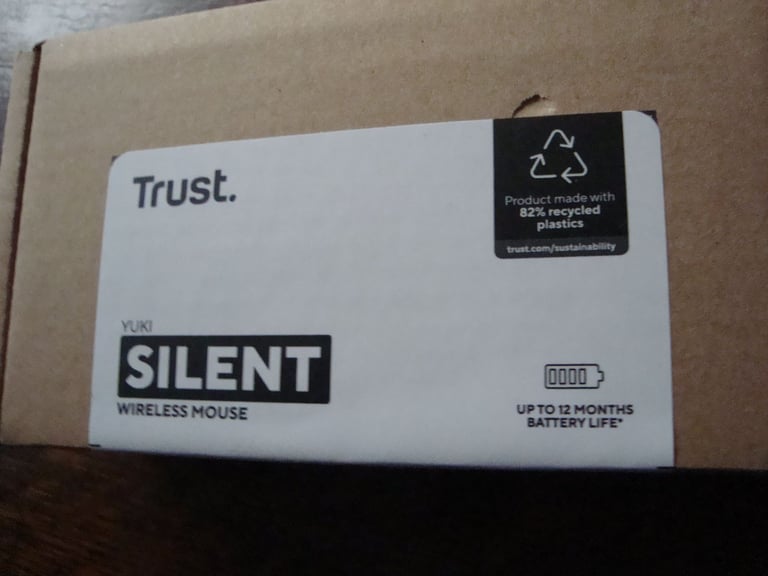 Trust.
Product made with
82% recycled
plastics
trust.com/sustainability
YUKI
SILENT
WIRELESS MOUSE
UP TO 12 MONTHS
BATTERY LIFE*